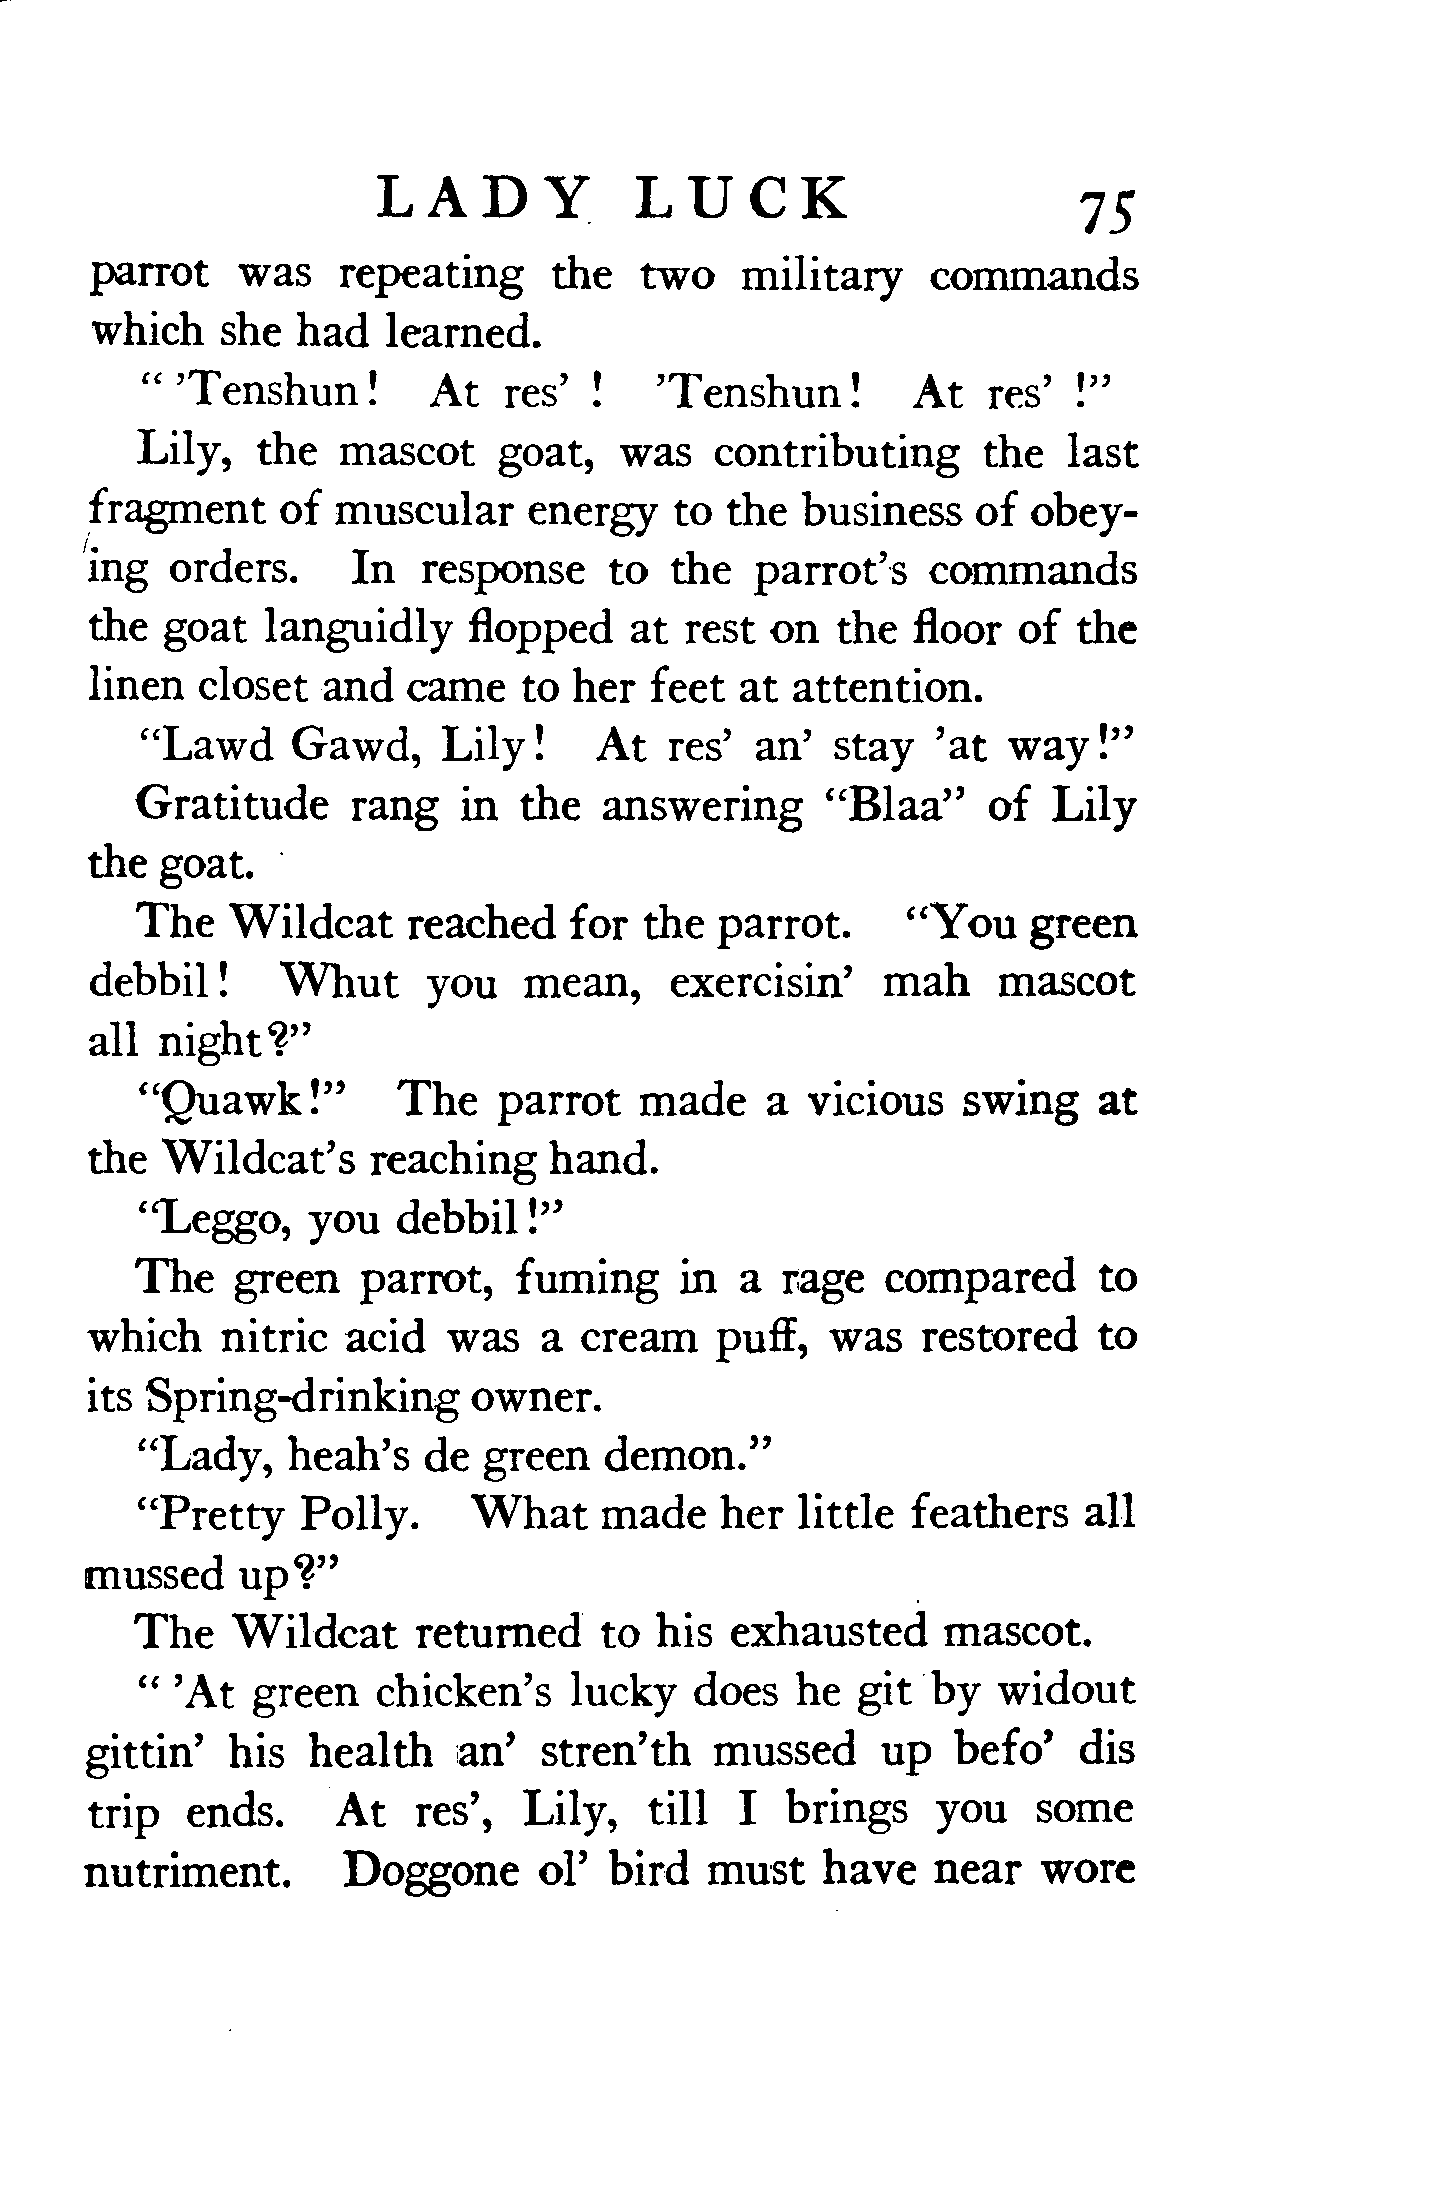 LADY LUCK 75
parrot was repeating the two military commands
which she had learned.
“ ’Tenshun! At res’ ! ’Tenshun! At res’ !”
Lily, the mascot goat, was contributing the last
fragment of muscular energy to the business of obey-
ing orders. In response to the parrot’s commands
the goat languidly flopped at rest on the floor of the
linen closet and came to her feet at attention.
“Lawd Gawd, Lily! At res’ an’ stay ’at way!”
Gratitude rang in the answering “Blaa” of Lily
the goat.
The Wildcat reached for the parrot. “You green
debbil! Whut you mean, exercisin’ mah mascot
all night?”
“Quawk!” The parrot made a vicious swing at
the Wildcat’s reaching hand.
“Leggo, you debbil!”
The green parrot, fuming in a rage compared to
which nitric acid was a cream puff, was restored to
its Spring-drinking owner.
“Lady, heah’s de green demon.”
“Pretty Polly. What made her little feathers all
mussed up?”
The Wildcat returned to his exhausted mascot.
“ ’At green chicken’s lucky does he git by widout
gittin’ his health an’ stren’th mussed up befo’ dis
trip ends. At res’, Lily, till I brings you some
nutriment. Doggone ol’ bird must have near wore